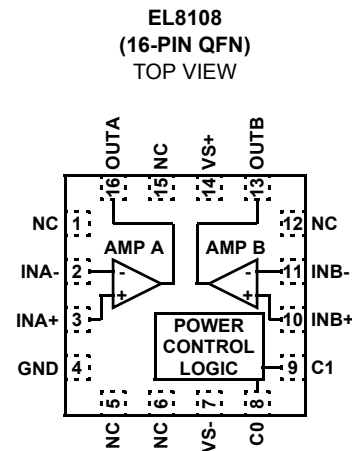 EL8108
(16-PIN QFN)
TOP VIEW
OUTA
NC
VS+
OUTB
16
15
14
13
NC 1
12 NC
AMP A
AMP B
INA- 2
-
-
11 INB-
INA+ 3
+
+
10 INB+
POWER
CONTROL
LOGIC
GND 4
9 C1
5
6
7
8
NC
NC
VS-
C0